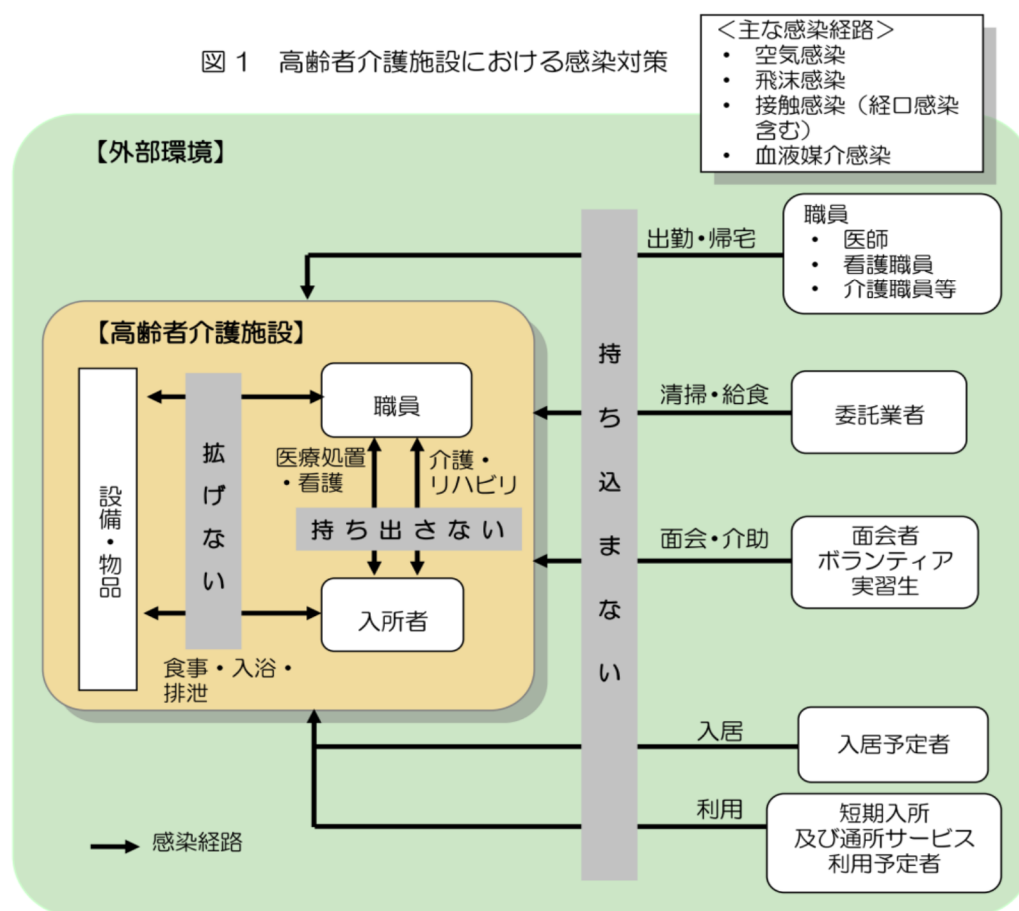 図１　高齢者介護施設における感染対策
＜主な感染経路＞
• 空気感染
• 飛沫感染
• 接触感染（経口感染
含む）
• 血液媒介感染
【外部環境】
職員
• 医師
• 看護職員
• 介護職員等
出勤・帰宅
【高齢者介護施設】
持ち込まない
職員
清掃・給食
委託業者
拡げない
医療処置
・看護
介護・
リハビリ
設備・物品
持ち出さない
面会・介助
面会者
ボランティア
実習生
入所者
食事・入浴・
排泄
入居
入居予定者
利用
短期入所
及び通所サービス
利用予定者
感染経路